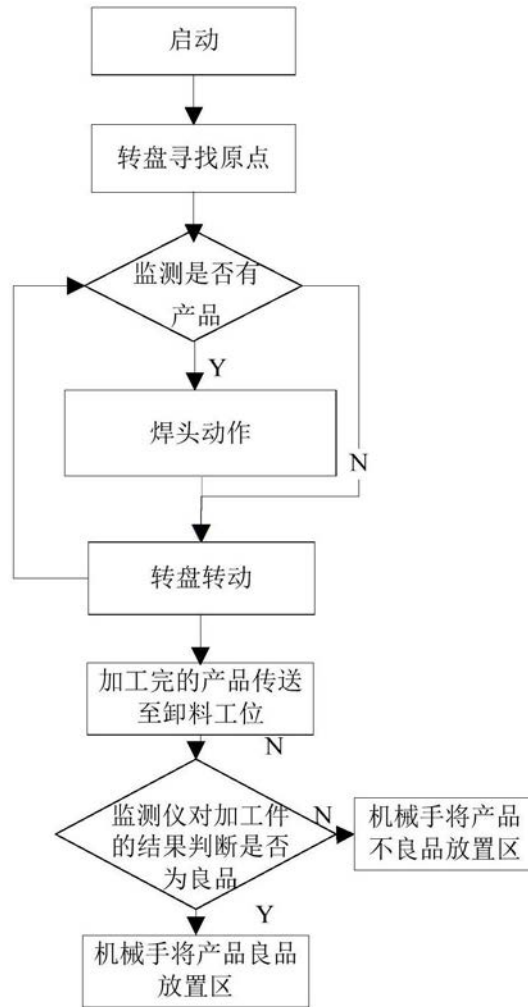 启动
转盘寻找原点
监测是否有
产品
Y
焊头动作
N
转盘转动
加工完的产品传送
至卸料工位
N
监测仪对加工件
的结果判断是否
为良品
N
机械手将产品
不良品放置区
Y
机械手将产品良品
放置区